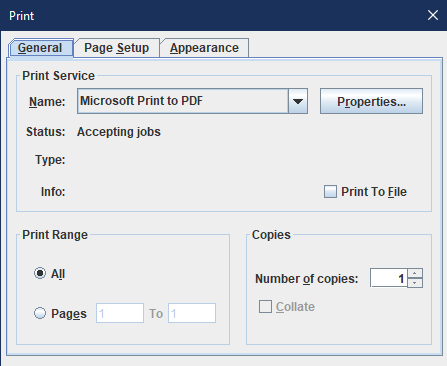 Print
General Page Setup Appearance
Print Service
Name: Microsoft Print to PDF Properties...
Status: Accepting jobs
Type:
Info: Print To File
Print Range
All
Pages 1 To 1
Copies
Number of copies: 1
Collate